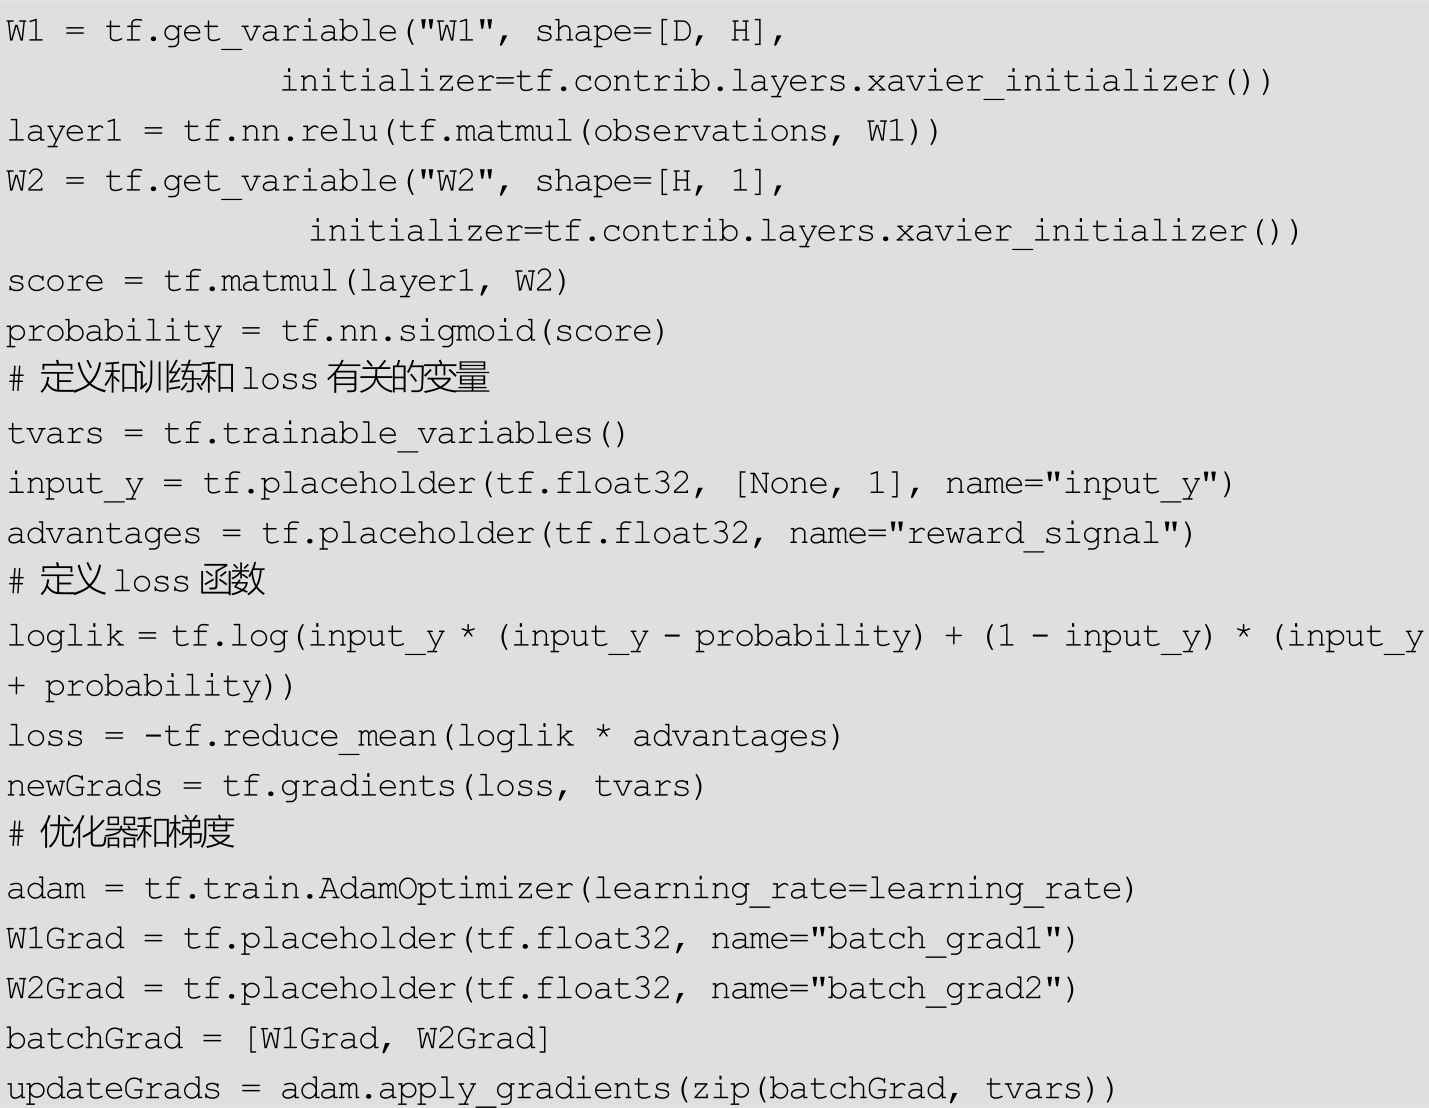 W1 = tf.get_variable("W1", shape=[D, H],
initializer=tf.contrib.layers.xavier_initializer())
layer1 = tf.nn.relu(tf.matmul(observations, W1))
W2 = tf.get_variable("W2", shape=[H, 1],
initializer=tf.contrib.layers.xavier_initializer())
score = tf.matmul(layer1, W2)
probability = tf.nn.sigmoid(score)
# 定义和训练和 loss 有关的变量
tvars = tf.trainable_variables()
input_y = tf.placeholder(tf.float32, [None, 1], name="input_y")
advantages = tf.placeholder(tf.float32, name="reward_signal")
# 定义 loss 函数
loglik = tf.log(input_y * (input_y - probability) + (1 - input_y) * (input_y
+ probability))
loss = -tf.reduce_mean(loglik * advantages)
newGrads = tf.gradients(loss, tvars)
# 优化器和梯度
adam = tf.train.AdamOptimizer(learning_rate=learning_rate)
W1Grad = tf.placeholder(tf.float32, name="batch_grad1")
W2Grad = tf.placeholder(tf.float32, name="batch_grad2")
batchGrad = [W1Grad, W2Grad]
updateGrads = adam.apply_gradients(zip(batchGrad, tvars))